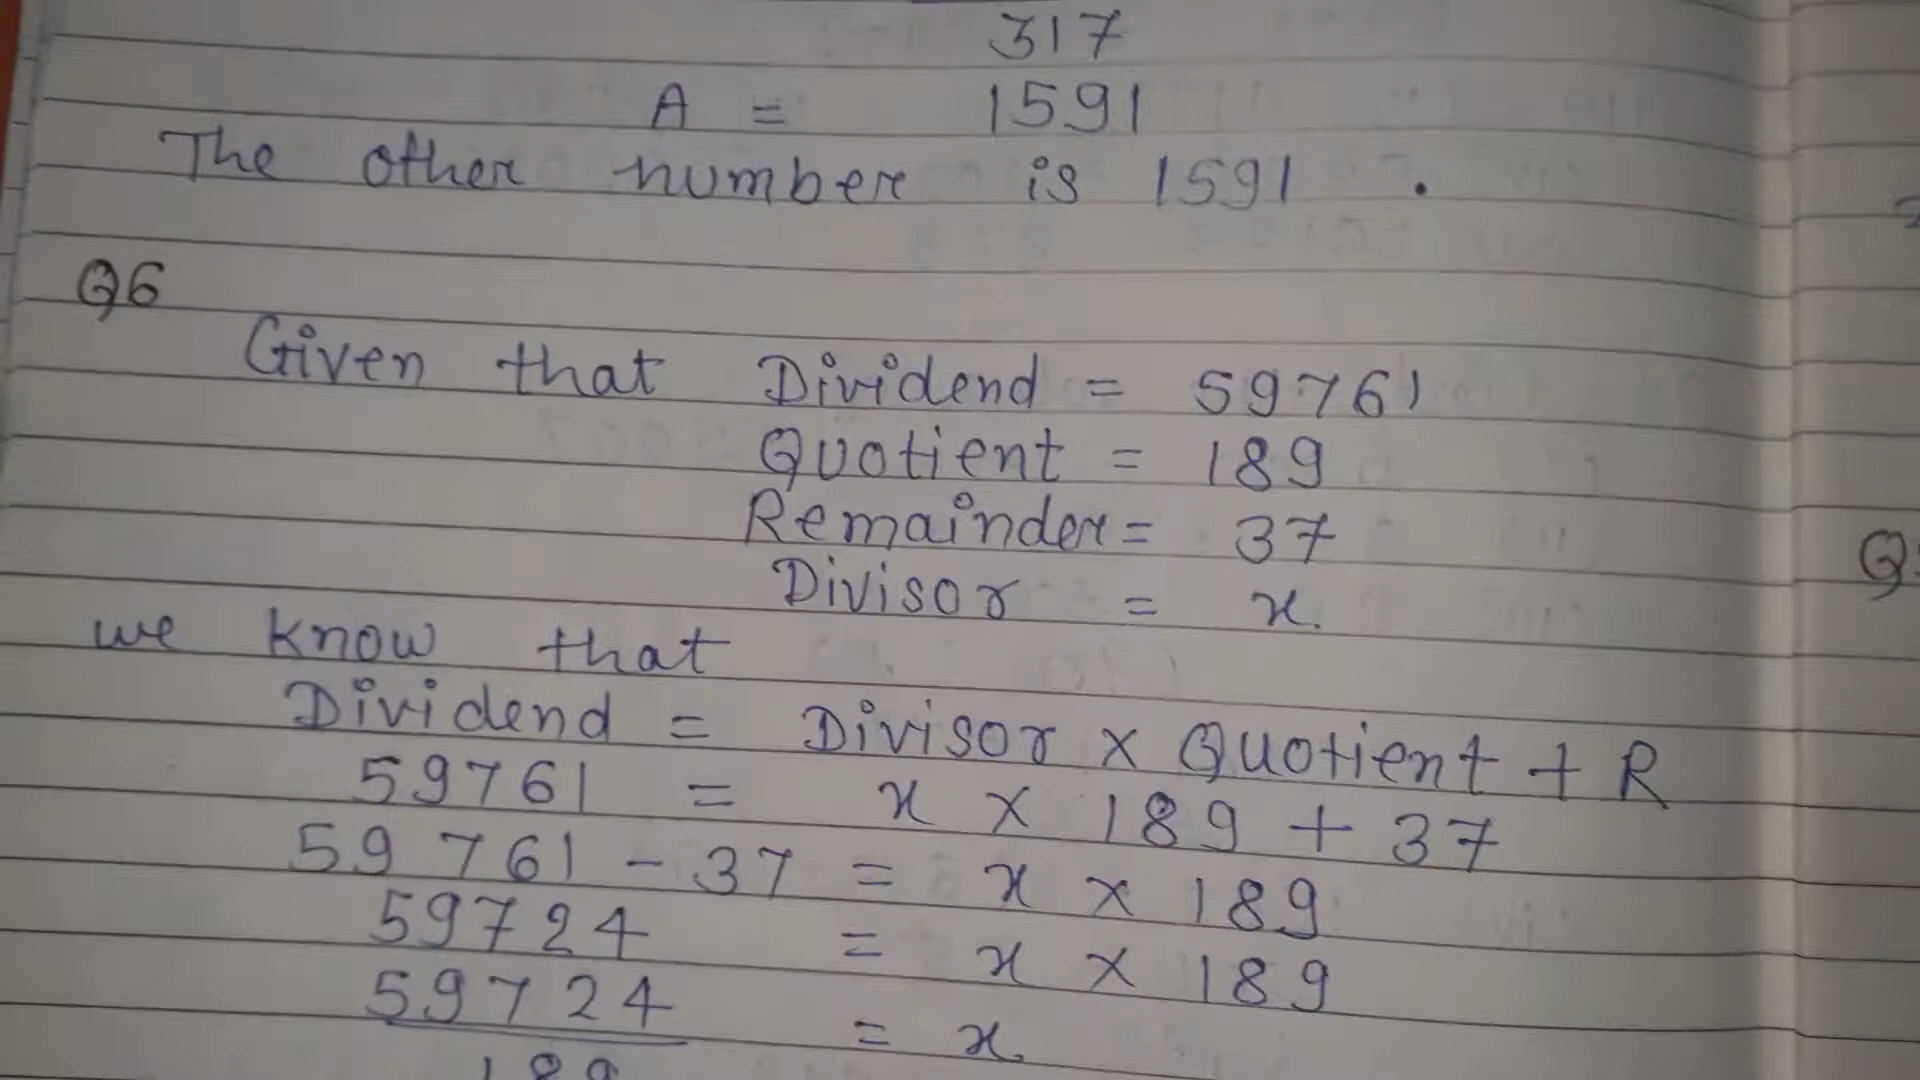 317
A = 1591
The other number is 1591 .
Q6
Given that Dividend = 59761
Quotient = 189
Remainder = 37
Divisor = x.
we know that
Dividend = Divisor × Quotient + R
59761 = x × 189 + 37
59761 - 37 = x × 189
59724 = x × 189
59724 = x.
189